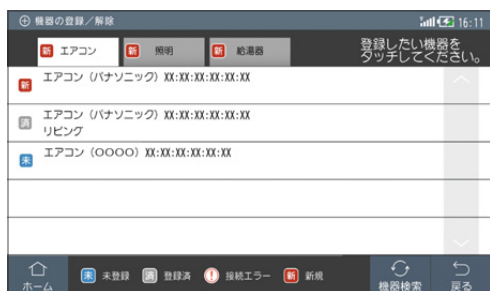 機器の登録／解除 16:11
新 エアコン 新 照明 新 給湯器
登録したい機器を
タッチしてください。
新 エアコン (パナソニック) XX:XX:XX:XX:XX:XX
済 エアコン (パナソニック) XX:XX:XX:XX:XX:XX
リビング
未 エアコン (OOOO) XX:XX:XX:XX:XX:XX
ホーム 未 未登録 済 登録済 ! 接続エラー 新 新規 機器検索 戻る